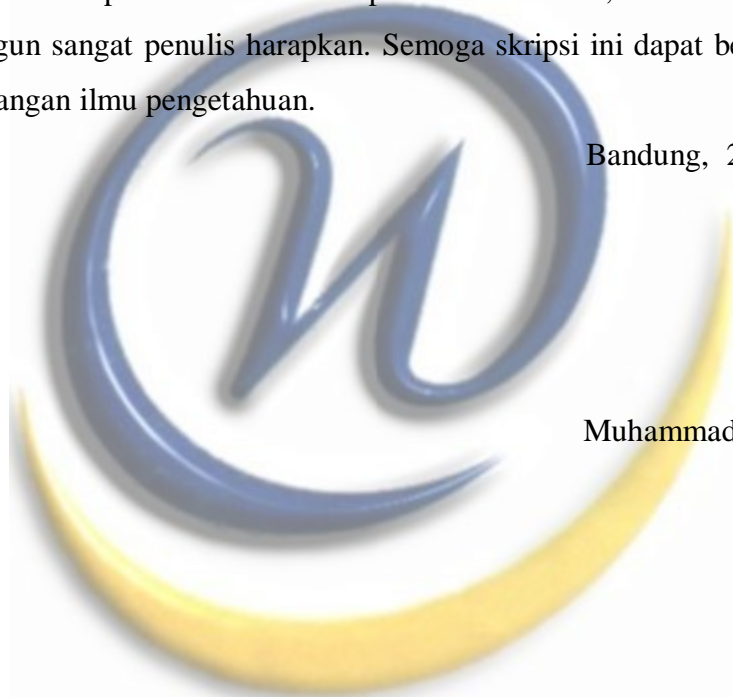 gun sangat penulis harapkan. Semoga skripsi ini dapat be
angan ilmu pengetahuan.
Bandung, 2
Muhammad